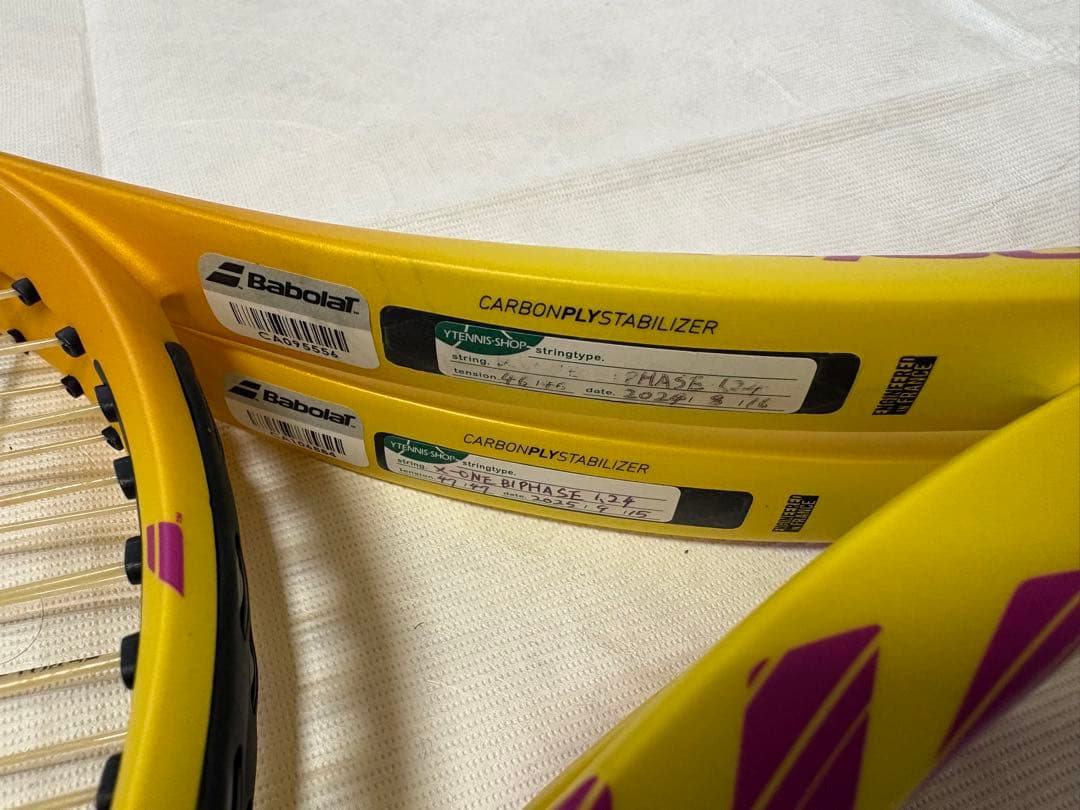 BabolaT
CA095554
CARBONPLYSTABILIZER
YTENNIS·SHOP
stringtype.
string. PHASE 1,24
tension. 46 date. 2024 8 16
ENGINEERED
IN FRANCE
BabolaT
CARBONPLYSTABILIZER
YTENNIS·SHOP
stringtype.
string. X-ONE BIPHASE 1,24
tension. 47 47 date. 2025 9 15
ENGINEERED
IN FRANCE